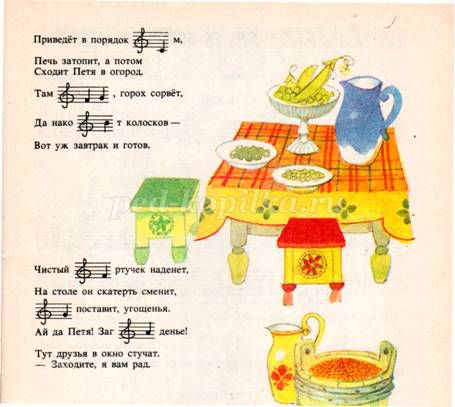 Приведёт в порядок м,
Печь затопит, а потом
Сходит Петя в огород.
Там , горох сорвёт,
Да нако т колосков —
Вот уж завтрак и готов.
ped-kopilka.ru
Чистый ртучек наденет,
На столе он скатерть сменит,
поставит, угощенья.
Ай да Петя! Заг денье!
Тут друзья в окно стучат.
— Заходите, я вам рад.